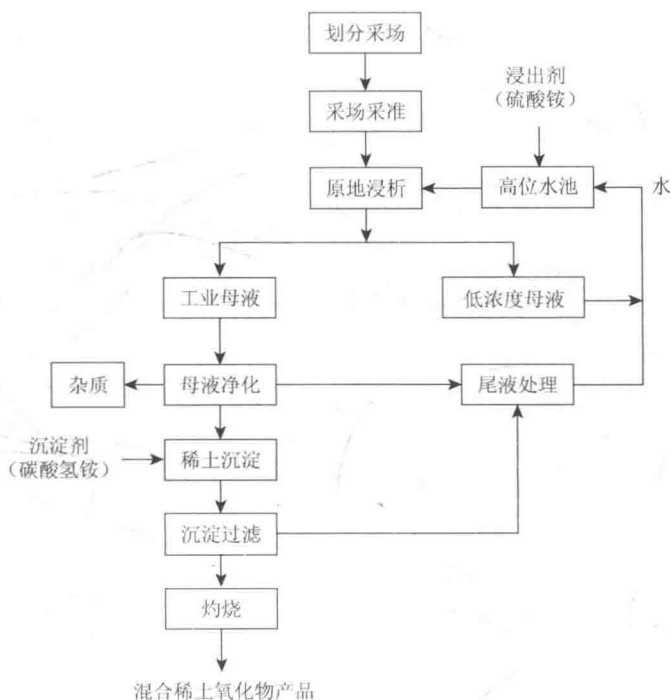 划分采场
浸出剂
（硫酸铵）
采场采准
原地浸析
高位水池
水
工业母液
低浓度母液
杂质
母液净化
尾液处理
沉淀剂
（碳酸氢铵）
稀土沉淀
沉淀过滤
灼烧
混合稀土氧化物产品